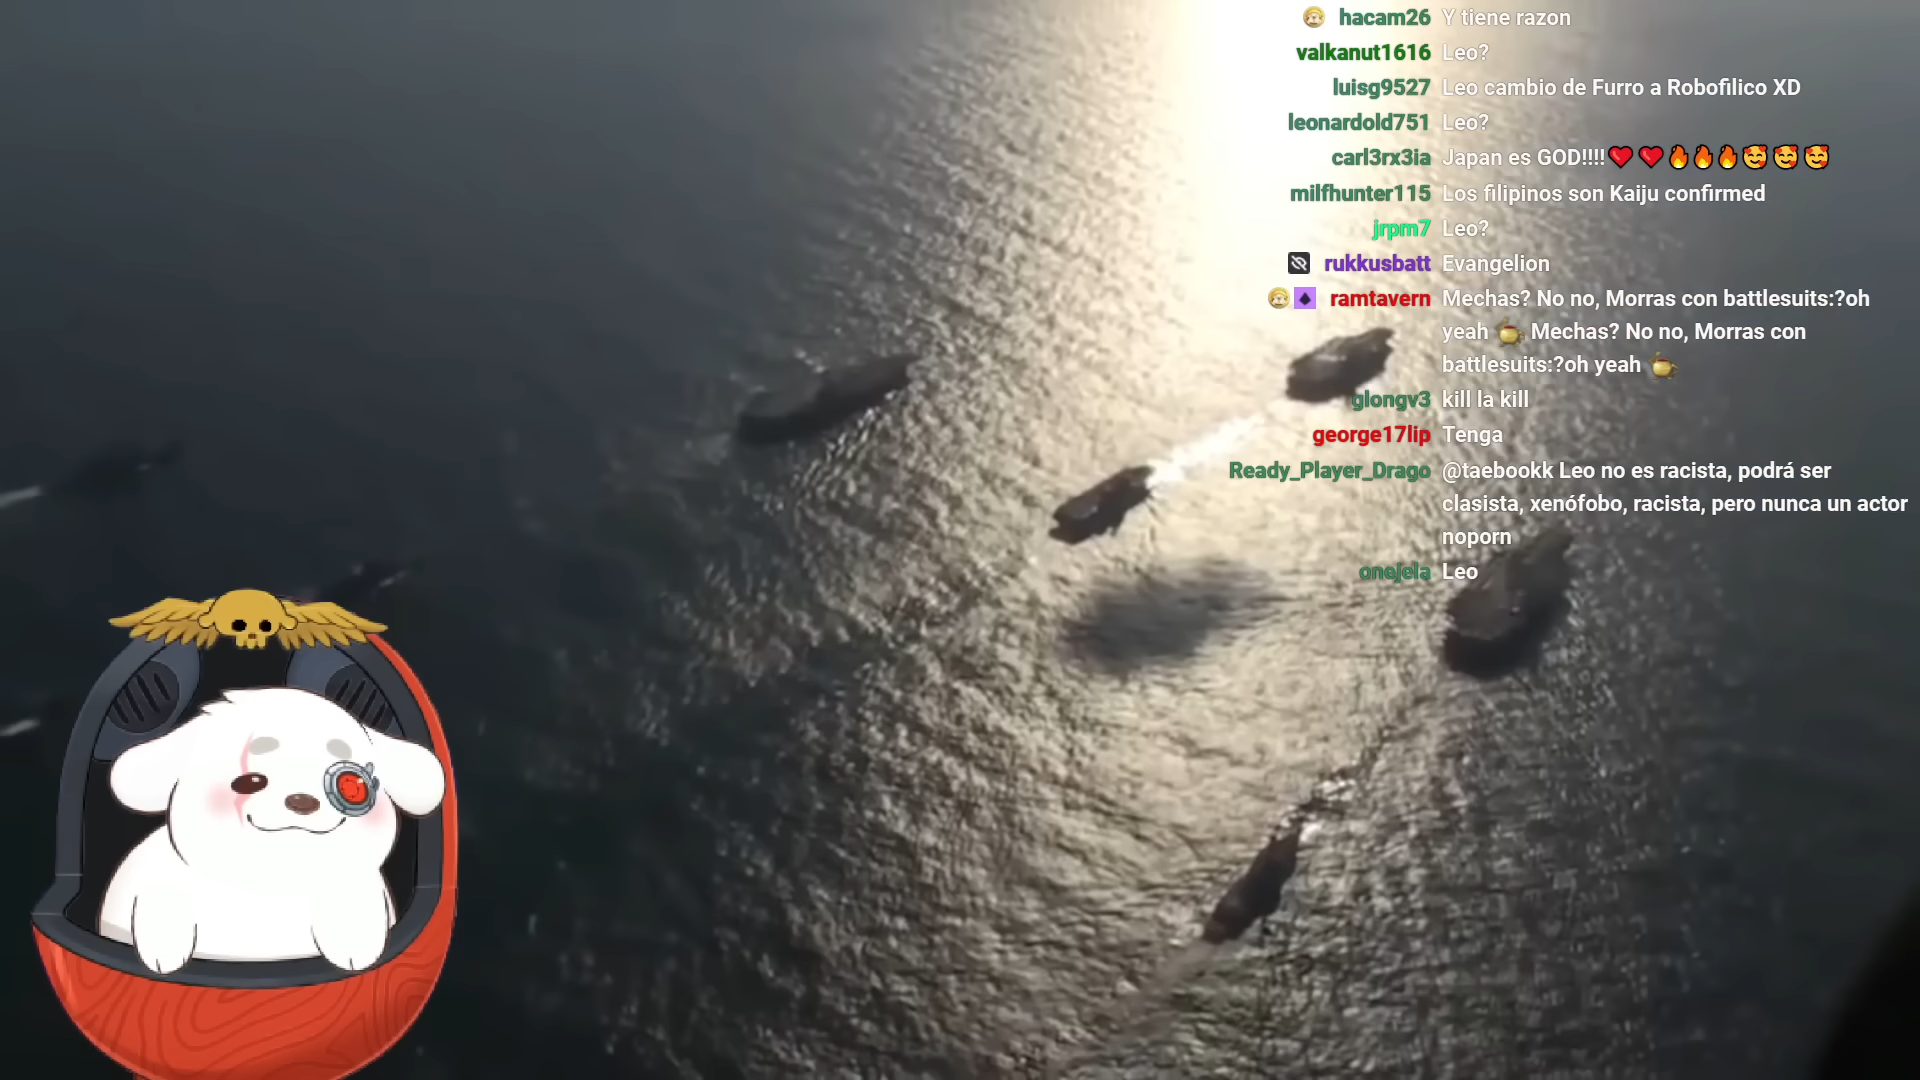 hacam26 Y tiene razon
valkanut1616 Leo?
luisg9527 Leo cambio de Furro a Robofilico XD
leonardold751 Leo?
carl3rx3ia Japan es GOD!!!!❤️❤️🔥🔥🔥🥰🥰🥰
milfhunter115 Los filipinos son Kaiju confirmed
jrpm7 Leo?
rukkusbatt Evangelion
ramtavern Mechas? No no, Morras con battlesuits:?oh
yeah Mechas? No no, Morras con
battlesuits:?oh yeah
glongv3 kill la kill
george17lip Tenga
Ready_Player_Drago @taebookk Leo no es racista, podrá ser
clasista, xenófobo, racista, pero nunca un actor
noporn
onejela Leo